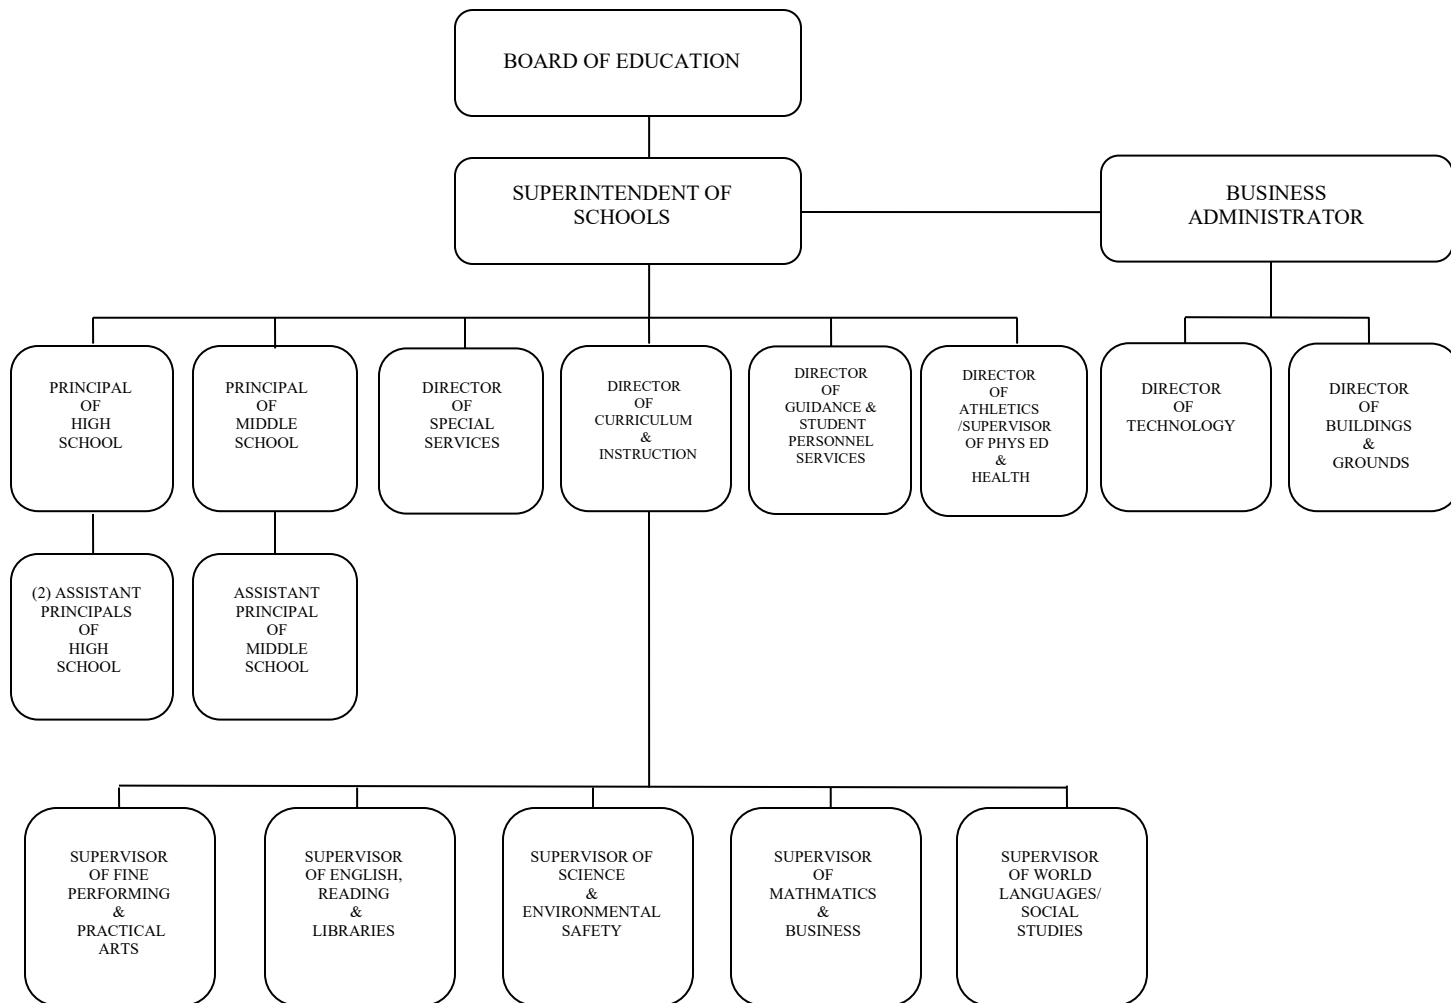 BOARD OF EDUCATION
SUPERINTENDENT OF
SCHOOLS
BUSINESS
ADMINISTRATOR
PRINCIPAL
OF
HIGH
SCHOOL
PRINCIPAL
OF
MIDDLE
SCHOOL
DIRECTOR
OF
SPECIAL
SERVICES
DIRECTOR
OF
CURRICULUM
&
INSTRUCTION
DIRECTOR
OF
GUIDANCE &
STUDENT
PERSONNEL
SERVICES
DIRECTOR
OF
ATHLETICS
/SUPERVISOR
OF PHYS ED
&
HEALTH
DIRECTOR
OF
TECHNOLOGY
DIRECTOR
OF
BUILDINGS
&
GROUNDS
(2) ASSISTANT
PRINCIPALS
OF
HIGH
SCHOOL
ASSISTANT
PRINCIPAL
OF
MIDDLE
SCHOOL
SUPERVISOR
OF FINE
PERFORMING
&
PRACTICAL
ARTS
SUPERVISOR
OF ENGLISH,
READING
&
LIBRARIES
SUPERVISOR OF
SCIENCE
&
ENVIRONMENTAL
SAFETY
SUPERVISOR
OF
MATHMATICS
&
BUSINESS
SUPERVISOR
OF WORLD
LANGUAGES/
SOCIAL
STUDIES